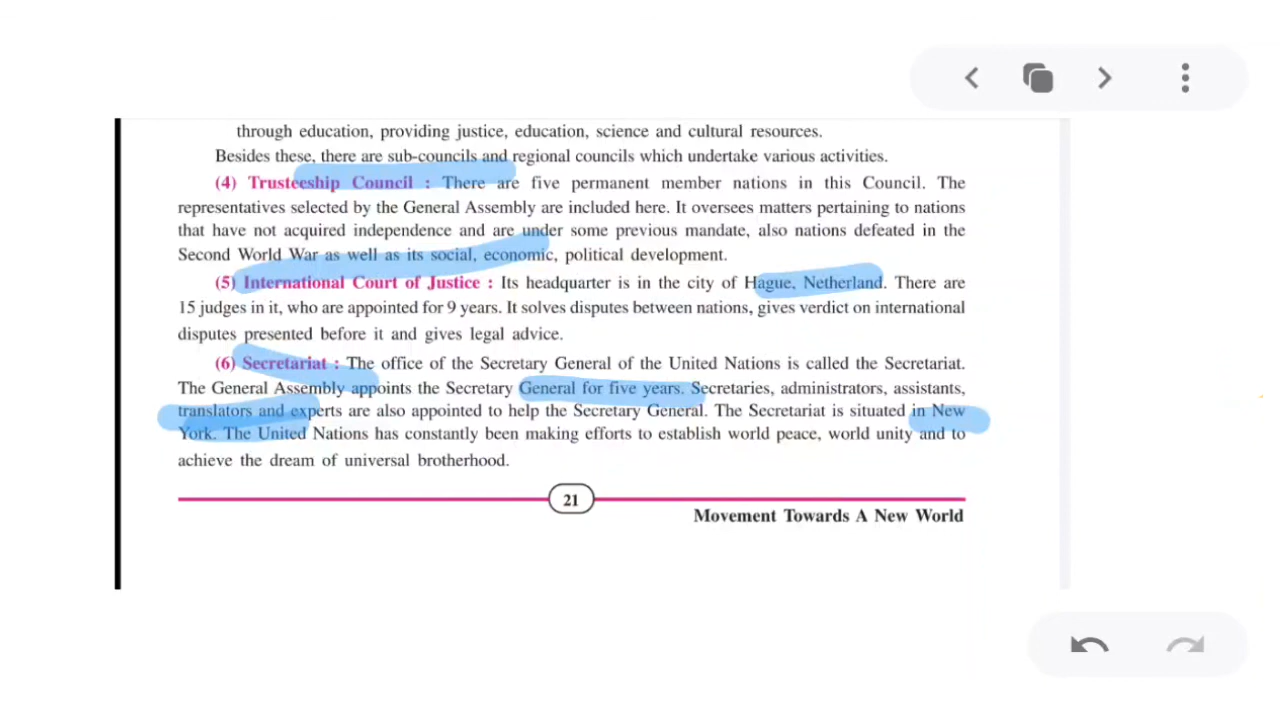 through education, providing justice, education, science and cultural resources.
Besides these, there are sub-councils and regional councils which undertake various activities.
(4) Trusteeship Council : There are five permanent member nations in this Council. The
representatives selected by the General Assembly are included here. It oversees matters pertaining to nations
that have not acquired independence and are under some previous mandate, also nations defeated in the
Second World War as well as its social, economic, political development.
(5) International Court of Justice : Its headquarter is in the city of Hague, Netherland. There are
15 judges in it, who are appointed for 9 years. It solves disputes between nations, gives verdict on international
disputes presented before it and gives legal advice.
(6) Secretariat : The office of the Secretary General of the United Nations is called the Secretariat.
The General Assembly appoints the Secretary General for five years. Secretaries, administrators, assistants,
translators and experts are also appointed to help the Secretary General. The Secretariat is situated in New
York. The United Nations has constantly been making efforts to establish world peace, world unity and to
achieve the dream of universal brotherhood.
21
Movement Towards A New World